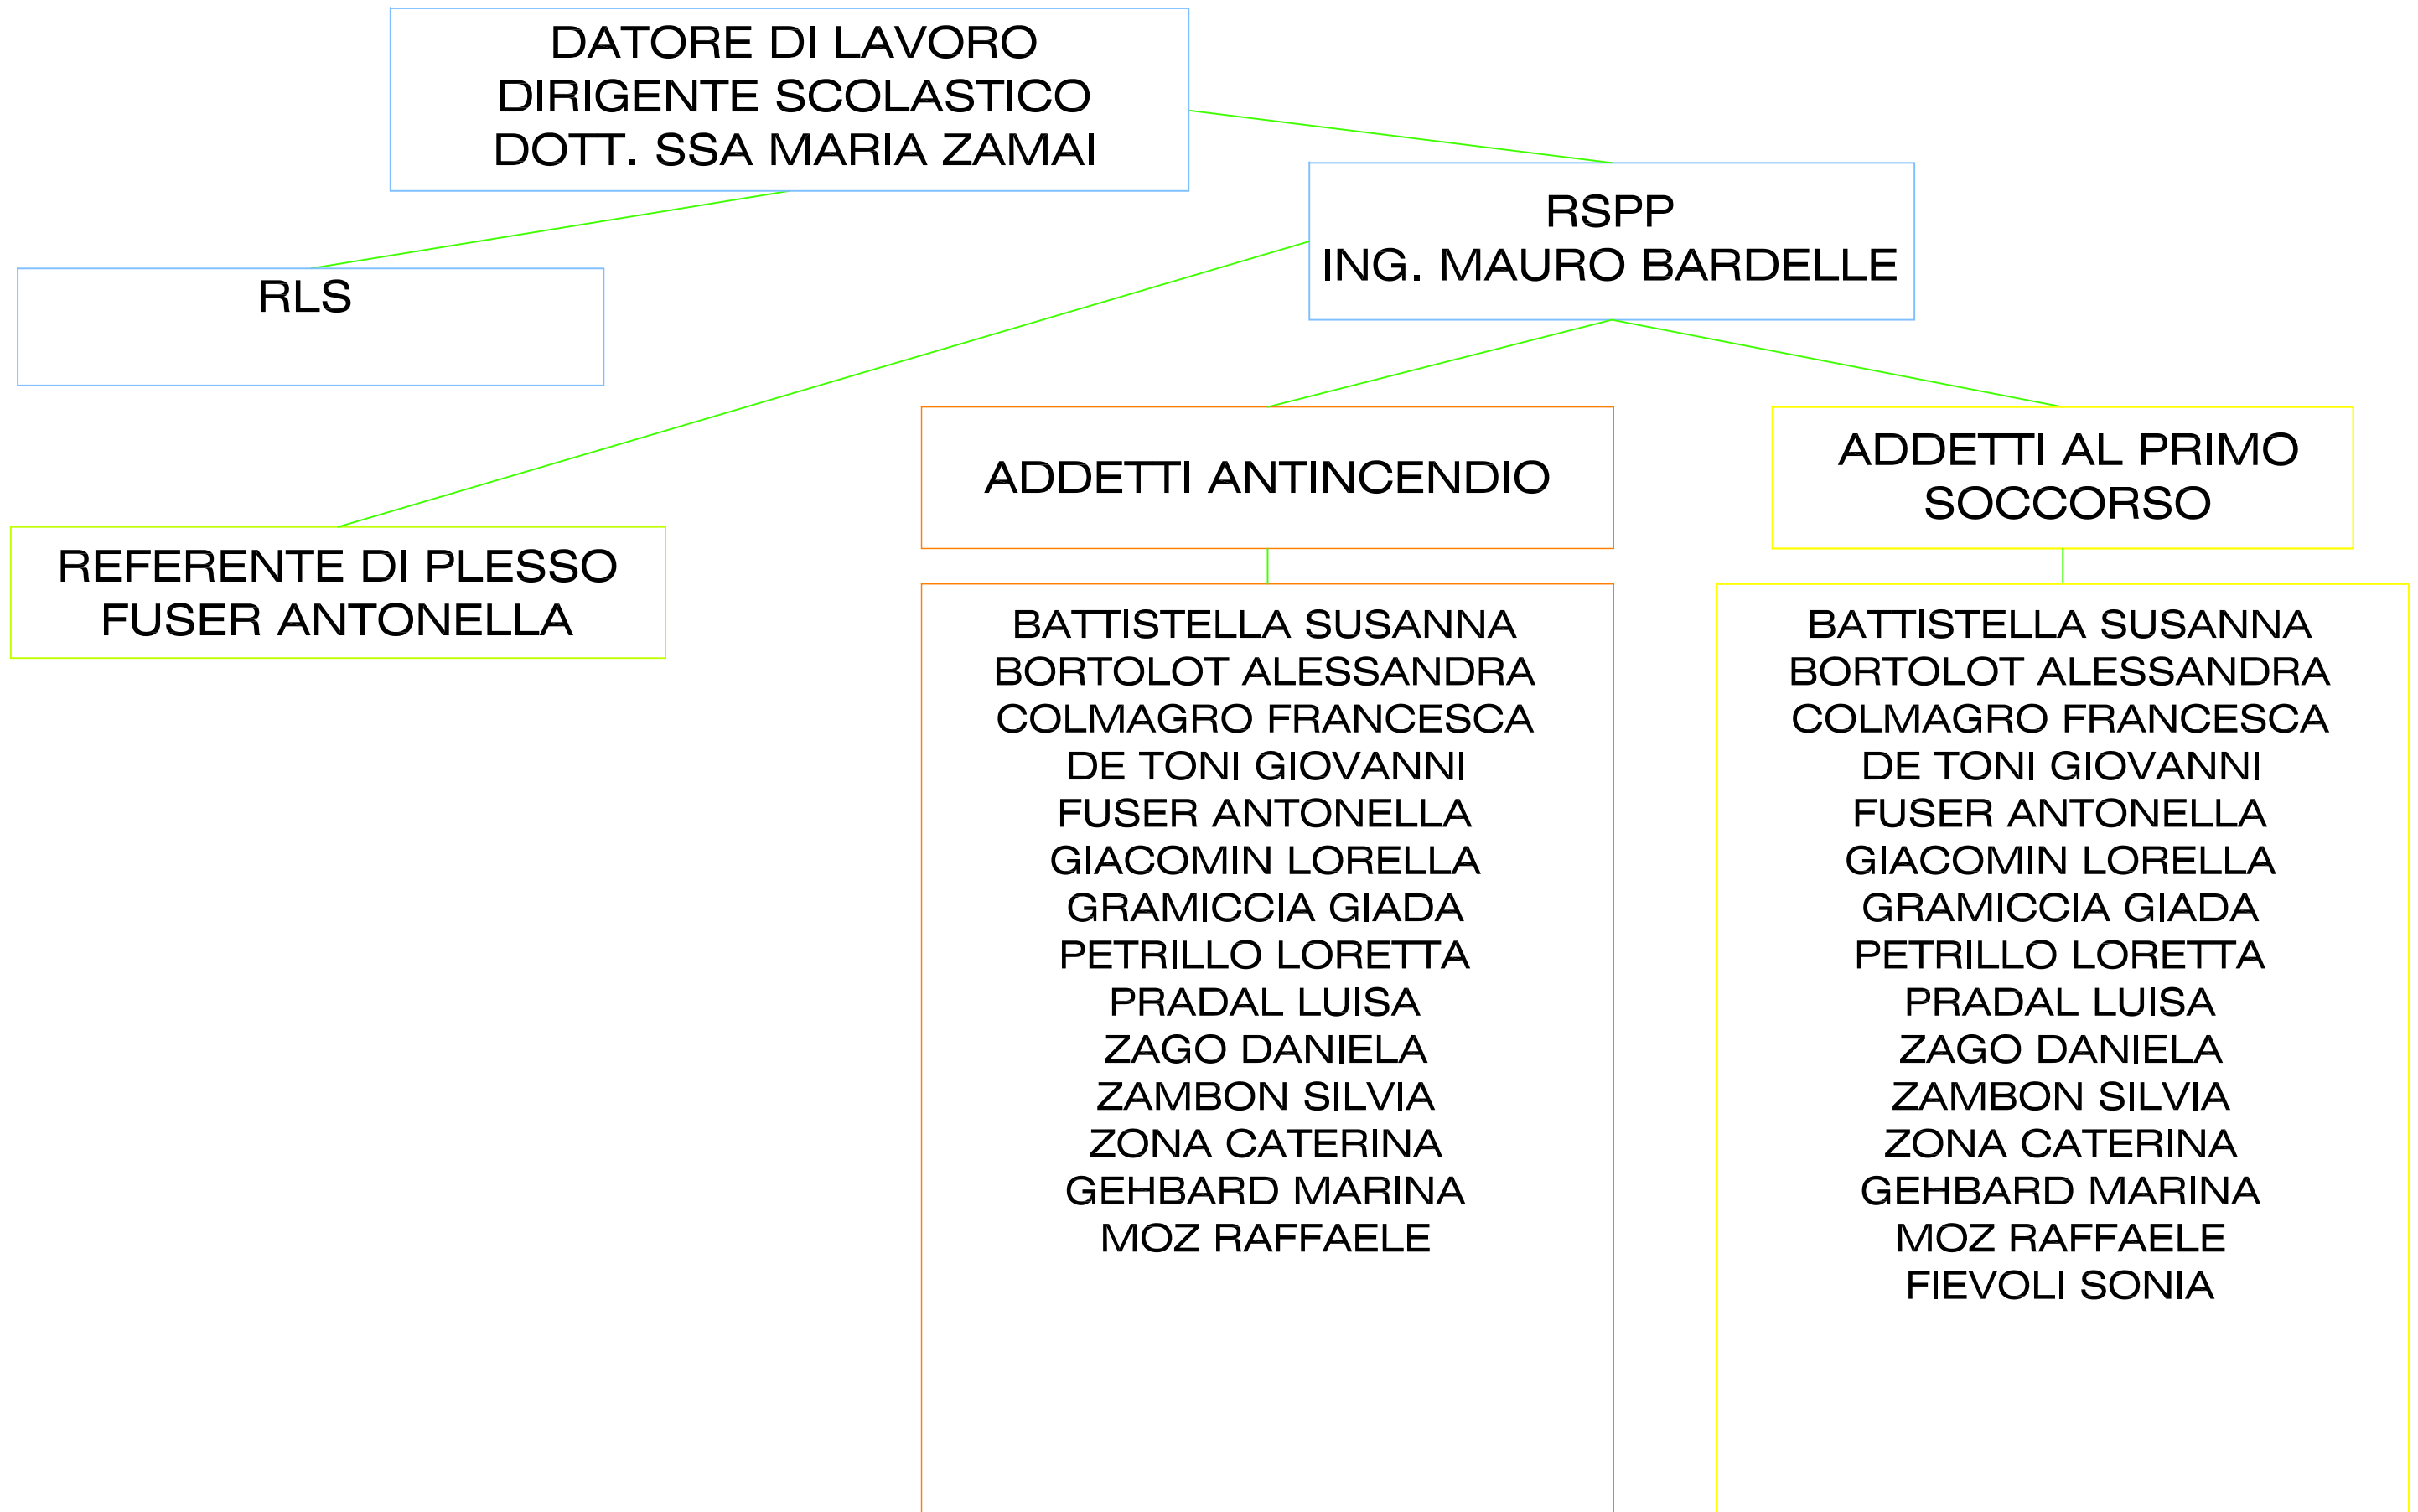 DATORE DI LAVORO
DIRIGENTE SCOLASTICO
DOTT. SSA MARIA ZAMAI
RSPP
ING. MAURO BARDELLE
RLS
REFERENTE DI PLESSO
FUSER ANTONELLA
ADDETTI ANTINCENDIO
BATTISTELLA SUSANNA
BORTOLOT ALESSANDRA
COLMAGRO FRANCESCA
DE TONI GIOVANNI
FUSER ANTONELLA
GIACOMIN LORELLA
GRAMICCIA GIADA
PETRILLO LORETTA
PRADAL LUISA
ZAGO DANIELA
ZAMBON SILVIA
ZONA CATERINA
GEHBARD MARINA
MOZ RAFFAELE
ADDETTI AL PRIMO
SOCCORSO
BATTISTELLA SUSANNA
BORTOLOT ALESSANDRA
COLMAGRO FRANCESCA
DE TONI GIOVANNI
FUSER ANTONELLA
GIACOMIN LORELLA
GRAMICCIA GIADA
PETRILLO LORETTA
PRADAL LUISA
ZAGO DANIELA
ZAMBON SILVIA
ZONA CATERINA
GEHBARD MARINA
MOZ RAFFAELE
FIEVOLI SONIA